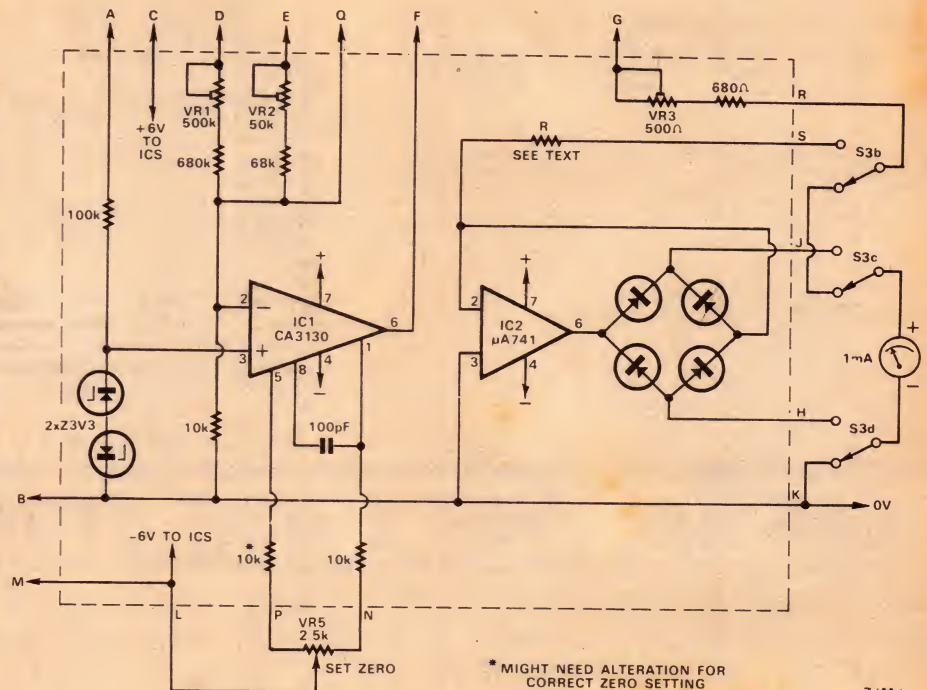 A
C
D
E
Q
F
G
+6V
TO
ICS
VR1
500k
VR2
50k
VR3
500Ω
680Ω
R
R
SEE TEXT
S
S3b
680k
68k
100k
J
S3c
2
−
3
+
IC1
CA3130
+
7
6
1
8
4
−
5
2
3
IC2
µA741
+
7
6
4
−
+
1mA
−
2xZ3V3
10k
100pF
H
S3d
B
K
0V
-6V TO ICS
*
10k
10k
M
L
P
N
VR5
2.5k
SET ZERO
* MIGHT NEED ALTERATION FOR
CORRECT ZERO SETTING